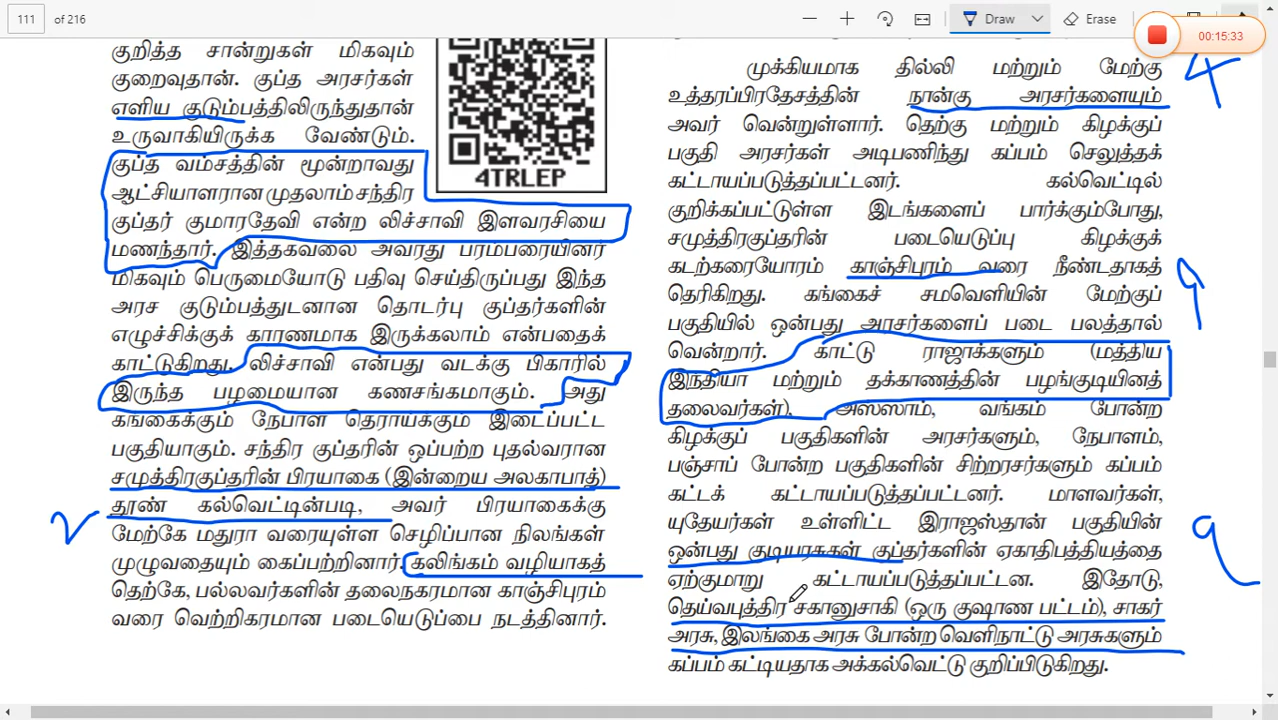 111 of 216
Draw
Erase
00:15:33
குறித்த சான்றுகள் மிகவும்
குறைவுதான். குப்த அரசர்கள்
எளிய குடும்பத்திலிருந்துதான்
உருவாகியிருக்க வேண்டும்.
குப்த வம்சத்தின் மூன்றாவது
ஆட்சியாளரான முதலாம் சந்திர
குப்தர் குமாரதேவி என்ற லிச்சாவி இளவரசியை
மணந்தார். இத்தகவலை அவரது பரம்பரையினர்
மிகவும் பெருமையோடு பதிவு செய்திருப்பது இந்த
அரச குடும்பத்துடனான தொடர்பு குப்தர்களின்
எழுச்சிக்குக் காரணமாக இருக்கலாம் என்பதைக்
காட்டுகிறது. லிச்சாவி என்பது வடக்கு பிகாரில்
இருந்த பழமையான கணசங்கமாகும். அது
கங்கைக்கும் நேபாள தெராய்க்கும் இடைப்பட்ட
பகுதியாகும். சந்திர குப்தரின் ஒப்பற்ற புதல்வரான
சமுத்திரகுப்தரின் பிரயாகை (இன்றைய அலகாபாத்)
தூண் கல்வெட்டின்படி, அவர் பிரயாகைக்கு
மேற்கே மதுரா வரையுள்ள செழிப்பான நிலங்கள்
முழுவதையும் கைப்பற்றினார். கலிங்கம் வழியாகத்
தெற்கே, பல்லவர்களின் தலைநகரமான காஞ்சிபுரம்
வரை வெற்றிகரமான படையெடுப்பை நடத்தினார்.
4TRLEP
முக்கியமாக தில்லி மற்றும் மேற்கு
உத்தரப்பிரதேசத்தின் நான்கு அரசர்களையும்
அவர் வென்றுள்ளார். தெற்கு மற்றும் கிழக்குப்
பகுதி அரசர்கள் அடிபணிந்து கப்பம் செலுத்தக்
கட்டாயப்படுத்தப்பட்டனர். கல்வெட்டில்
குறிக்கப்பட்டுள்ள இடங்களைப் பார்க்கும்போது,
சமுத்திரகுப்தரின் படையெடுப்பு கிழக்குக்
கடற்கரையோரம் காஞ்சிபுரம் வரை நீண்டதாகத்
தெரிகிறது. கங்கைச் சமவெளியின் மேற்குப்
பகுதியில் ஒன்பது அரசர்களைப் படை பலத்தால்
வென்றார். காட்டு ராஜாக்களும் (மத்திய
இந்தியா மற்றும் தக்காணத்தின் பழங்குடியினத்
தலைவர்கள்), அஸ்ஸாம், வங்கம் போன்ற
கிழக்குப் பகுதிகளின் அரசர்களும், நேபாளம்,
பஞ்சாப் போன்ற பகுதிகளின் சிற்றரசர்களும் கப்பம்
கட்டக் கட்டாயப்படுத்தப்பட்டனர். மாளவர்கள்,
யுதேயர்கள் உள்ளிட்ட இராஜஸ்தான் பகுதியின்
ஒன்பது குடியரசுகள் குப்தர்களின் ஏகாதிபத்தியத்தை
ஏற்குமாறு கட்டாயப்படுத்தப்பட்டன. இதோடு,
தெய்வபுத்திர சகானுசாகி (ஒரு குஷாண பட்டம்), சாகர்
அரசு, இலங்கை அரசு போன்ற வெளிநாட்டு அரசுகளும்
கப்பம் கட்டியதாக அக்கல்வெட்டு குறிப்பிடுகிறது.
4
9
9